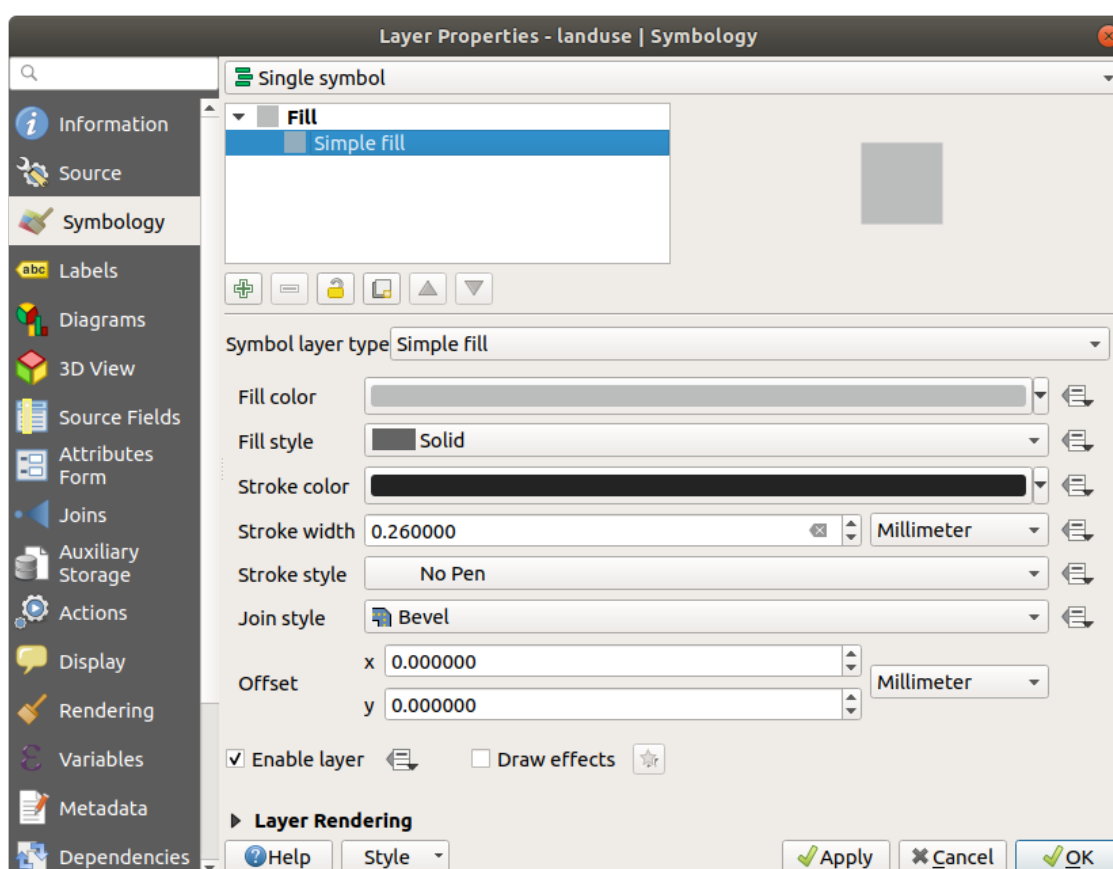 Layer Properties - landuse | Symbology
Single symbol
Information
Source
Symbology
abc Labels
Diagrams
3D View
Source Fields
Attributes
Form
Joins
Auxiliary
Storage
Actions
Display
Rendering
Variables
Metadata
Dependencies
Fill
Simple fill
Symbol layer type Simple fill
Fill color
Fill style Solid
Stroke color
Stroke width 0.260000 Millimeter
Stroke style No Pen
Join style Bevel
Offset x 0.000000 Millimeter
y 0.000000
Enable layer Draw effects
Layer Rendering
Help Style Apply Cancel OK